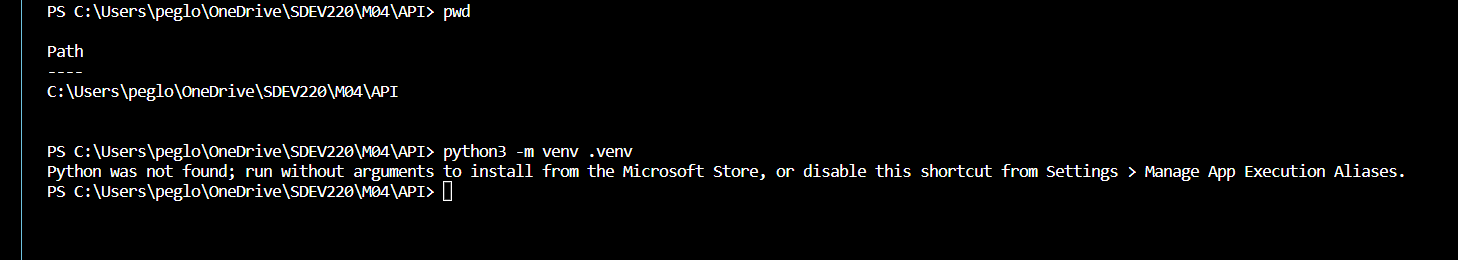 PS C:\Users\peglo\OneDrive\SDEV220\M04\API> pwd
Path
----
C:\Users\peglo\OneDrive\SDEV220\M04\API
PS C:\Users\peglo\OneDrive\SDEV220\M04\API> python3 -m venv .venv
Python was not found; run without arguments to install from the Microsoft Store, or disable this shortcut from Settings > Manage App Execution Aliases.
PS C:\Users\peglo\OneDrive\SDEV220\M04\API>